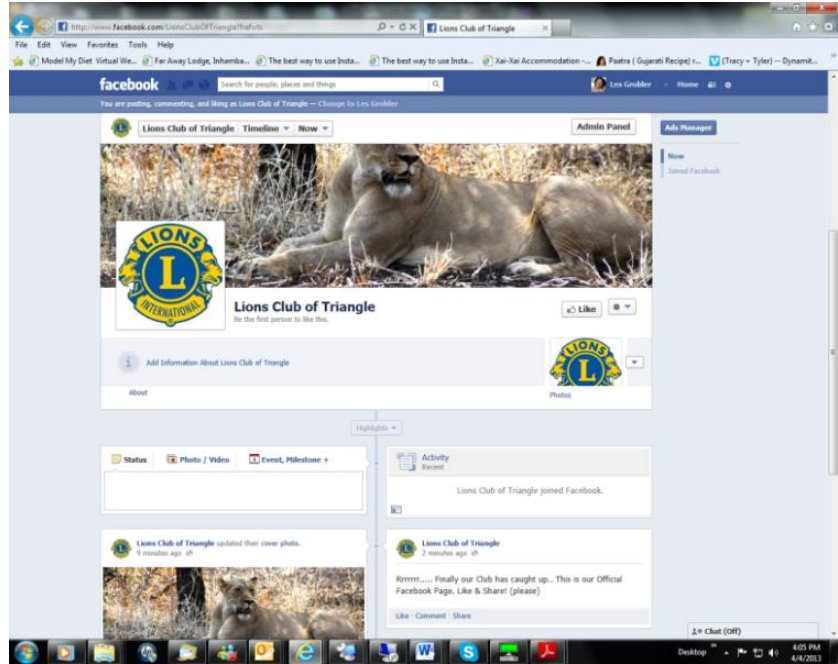 http://www.facebook.com/LionsClubOfTriangle?fref=ts
Lions Club of Triangle
File Edit View Favorites Tools Help
Model My Diet Virtual We... Far Away Lodge, Inhamba... The best way to use Insta... The best way to use Insta... Xai-Xai Accommodation -... Paatra ( Gujarati Recipe) r... (Tracy + Tyler) -- Dynamit...
facebook
Search for people, places and things
Les Grobler
Home
You are posting, commenting, and liking as Lions Club of Triangle — Change to Les Grobler
Lions Club of Triangle Timeline Now
Admin Panel
Ads Manager
Now
Joined Facebook
LIONS
L
INTERNATIONAL
Lions Club of Triangle
Be the first person to like this.
Like
Add Information About Lions Club of Triangle
LIONS
L
About
Photos
Highlights
Status Photo / Video Event, Milestone +
Activity
Recent
Lions Club of Triangle joined Facebook.
Lions Club of Triangle updated their cover photo.
9 minutes ago
Lions Club of Triangle
2 minutes ago
Rrrrrrr..... Finally our Club has caught up... This is our Official
Facebook Page. Like & Share! (please)
Like · Comment · Share
Chat (Off)
Desktop
4:05 PM
4/4/2013